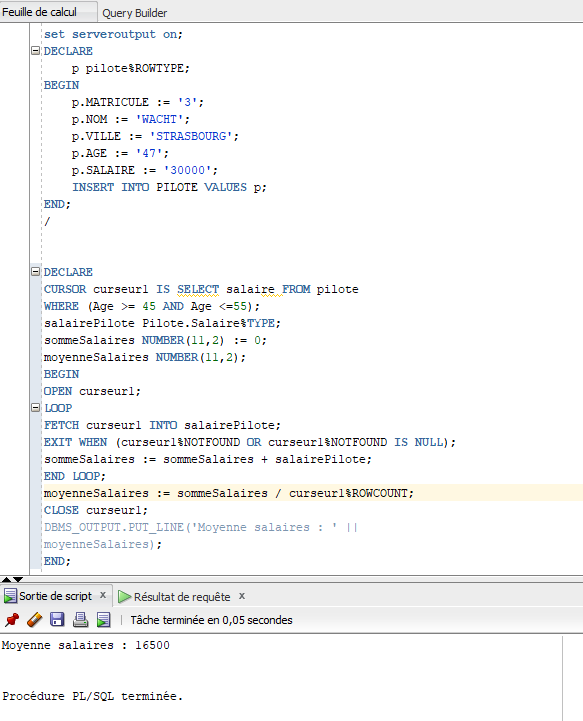 Feuille de calcul Query Builder
set serveroutput on;
DECLARE
p pilote%ROWTYPE;
BEGIN
p.MATRICULE := '3';
p.NOM := 'WACHT';
p.VILLE := 'STRASBOURG';
p.AGE := '47';
p.SALAIRE := '30000';
INSERT INTO PILOTE VALUES p;
END;
/
DECLARE
CURSOR curseur1 IS SELECT salaire FROM pilote
WHERE (Age >= 45 AND Age <=55);
salairePilote Pilote.Salaire%TYPE;
sommeSalaires NUMBER(11,2) := 0;
moyenneSalaires NUMBER(11,2);
BEGIN
OPEN curseur1;
LOOP
FETCH curseur1 INTO salairePilote;
EXIT WHEN (curseur1%NOTFOUND OR curseur1%NOTFOUND IS NULL);
sommeSalaires := sommeSalaires + salairePilote;
END LOOP;
moyenneSalaires := sommeSalaires / curseur1%ROWCOUNT;
CLOSE curseur1;
DBMS_OUTPUT.PUT_LINE('Moyenne salaires : ' ||
moyenneSalaires);
END;
Sortie de script x Résultat de requête x
Tâche terminée en 0,05 secondes
Moyenne salaires : 16500
Procédure PL/SQL terminée.